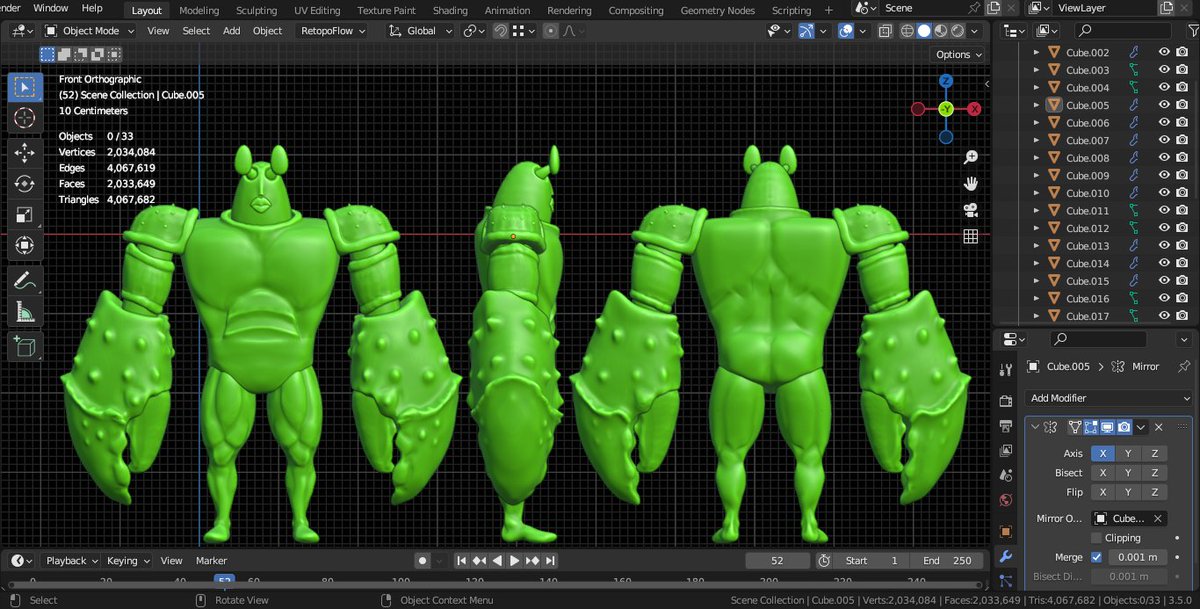 ender Window Help Layout Modeling Sculpting UV Editing Texture Paint Shading Animation Rendering Compositing Geometry Nodes Scripting + Scene ViewLayer
Object Mode View Select Add Object RetopoFlow Global
Options
Front Orthographic
(52) Scene Collection | Cube.005
10 Centimeters
Objects 0 / 33
Vertices 2,034,084
Edges 4,067,619
Faces 2,033,649
Triangles 4,067,682
Z
X
-Y
Cube.002
Cube.003
Cube.004
Cube.005
Cube.006
Cube.007
Cube.008
Cube.009
Cube.010
Cube.011
Cube.012
Cube.013
Cube.014
Cube.015
Cube.016
Cube.017
Cube.005 > Mirror
Add Modifier
Axis X Y Z
Bisect X Y Z
Flip X Y Z
Mirror O... Cube...
Clipping
Merge 0.001 m
Bisect Di... 0.001 m
Playback Keying View Marker 52 Start 1 End 250
0 20 40 52 60 80 100 120 140 160 180 200 220 240
Select Rotate View Object Context Menu Scene Collection | Cube.005 | Verts:2,034,084 | Faces:2,033,649 | Tris:4,067,682 | Objects:0/33 | 3.5.0